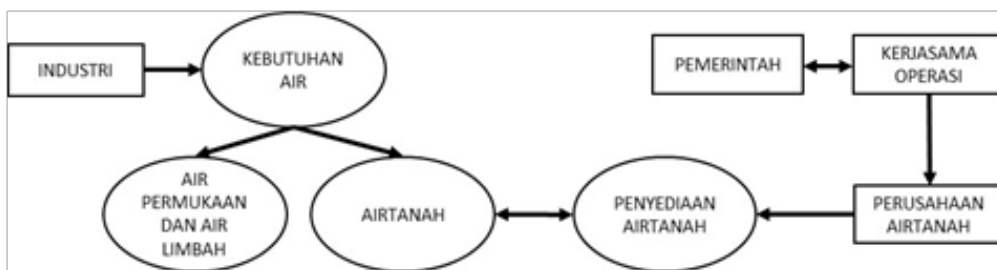 INDUSTRI
KEBUTUHAN
AIR
PEMERINTAH
KERJASAMA
OPERASI
AIR
PERMUKAAN
DAN AIR
LIMBAH
AIRTANAH
PENYEDIAAN
AIRTANAH
PERUSAHAAN
AIRTANAH